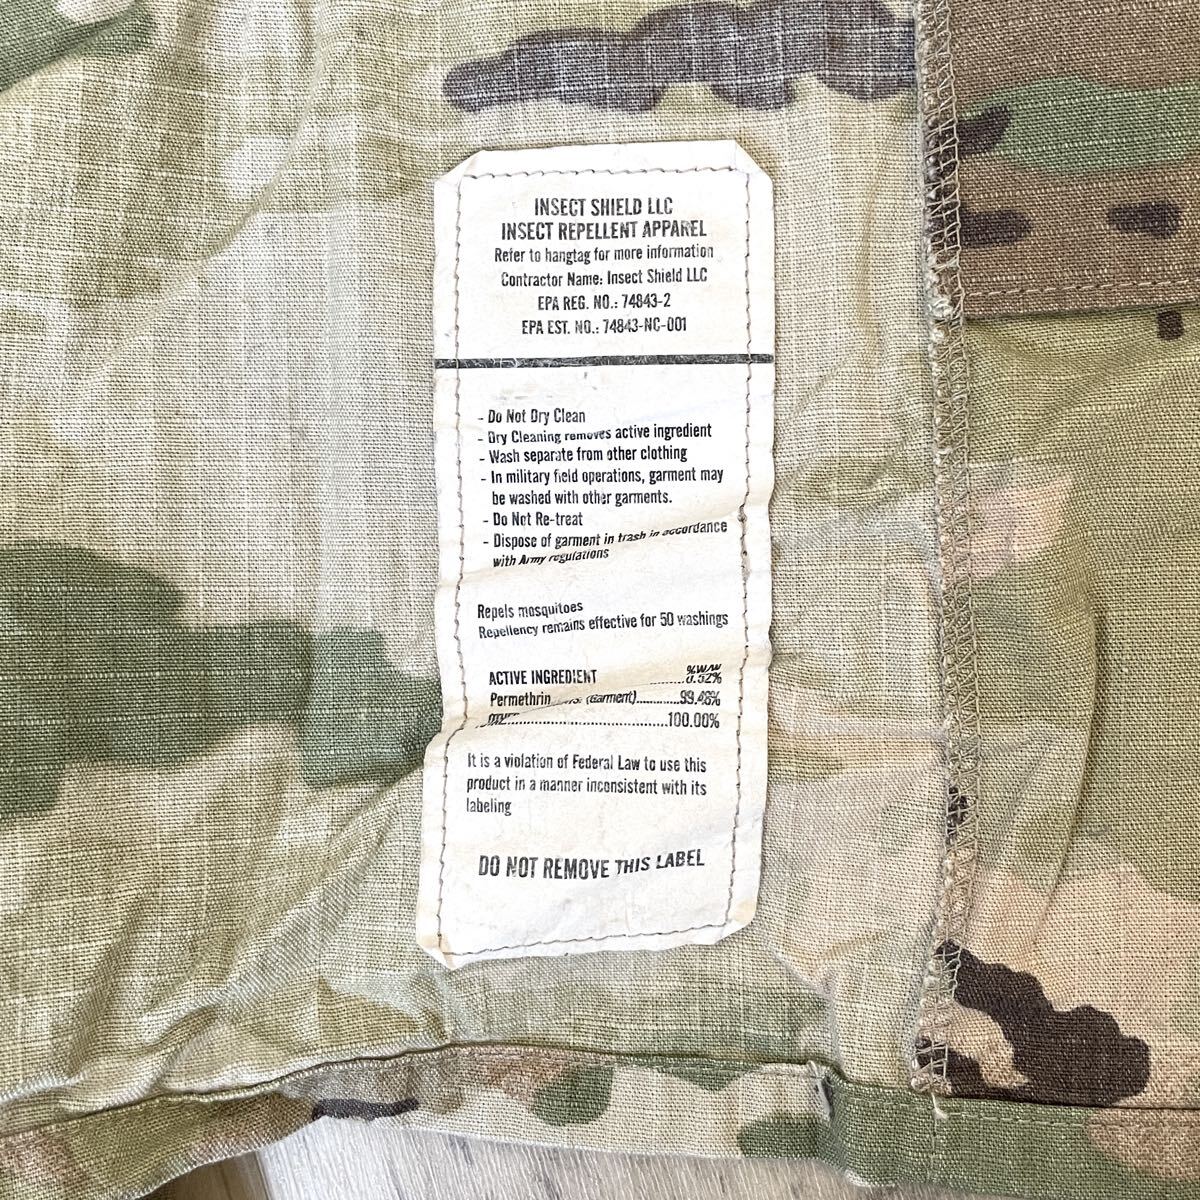 INSECT SHIELD LLC
INSECT REPELLENT APPAREL
Refer to hangtag for more information
Contractor Name: Insect Shield LLC
EPA REG. NO.: 74843-2
EPA EST. NO.: 74843-NC-001
- Do Not Dry Clean
- Dry Cleaning removes active ingredient
- Wash separate from other clothing
- In military field operations, garment may
be washed with other garments.
- Do Not Re-treat
- Dispose of garment in trash in accordance
with Army regulations
Repels mosquitoes
Repellency remains effective for 50 washings
ACTIVE INGREDIENT %W/W
Permethrin ..........0.52%
(Garment)............99.48%
..........................100.00%
It is a violation of Federal Law to use this
product in a manner inconsistent with its
labeling
DO NOT REMOVE THIS LABEL